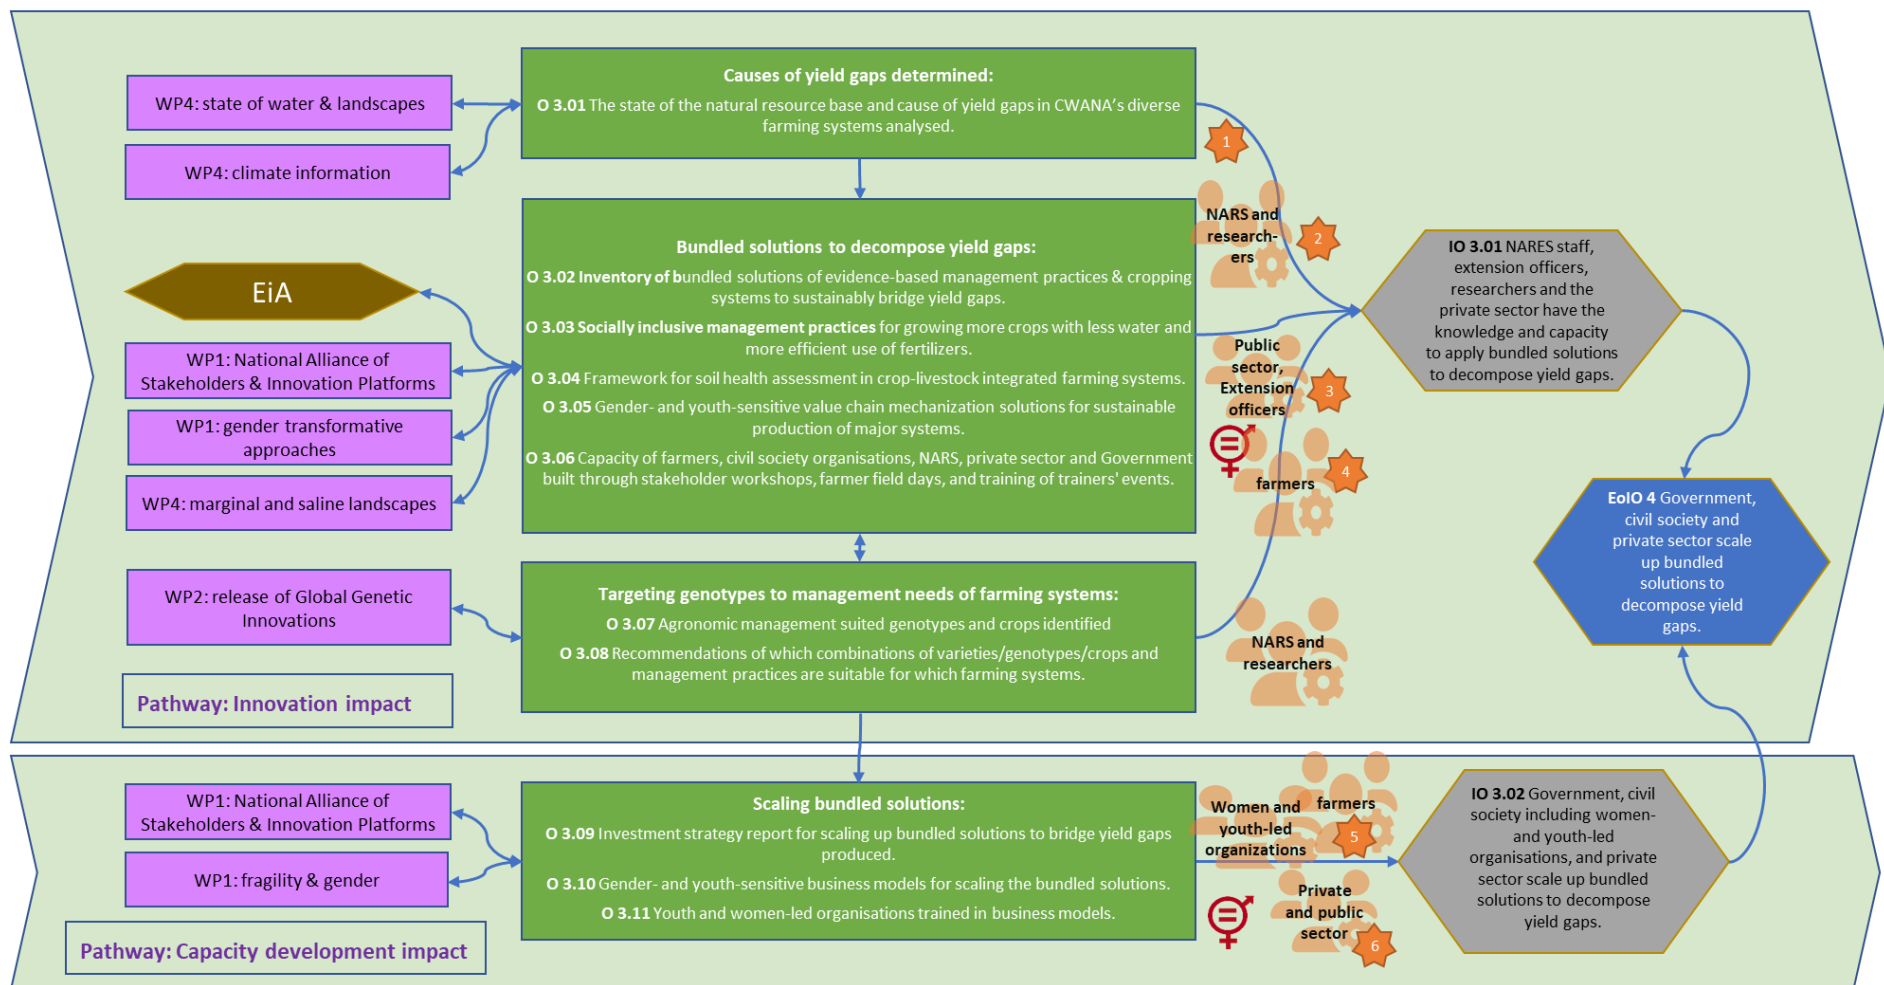 WP4: state of water & landscapes
WP4: climate information
Causes of yield gaps determined:
O 3.01 The state of the natural resource base and cause of yield gaps in CWANA's diverse
farming systems analysed.
1
EiA
WP1: National Alliance of
Stakeholders & Innovation Platforms
WP1: gender transformative
approaches
WP4: marginal and saline landscapes
Bundled solutions to decompose yield gaps:
O 3.02 Inventory of bundled solutions of evidence-based management practices & cropping
systems to sustainably bridge yield gaps.
O 3.03 Socially inclusive management practices for growing more crops with less water and
more efficient use of fertilizers.
O 3.04 Framework for soil health assessment in crop-livestock integrated farming systems.
O 3.05 Gender- and youth-sensitive value chain mechanization solutions for sustainable
production of major systems.
O 3.06 Capacity of farmers, civil society organisations, NARS, private sector and Government
built through stakeholder workshops, farmer field days, and training of trainers' events.
NARS and
research-
ers
2
Public
sector,
Extension
officers
3
farmers
4
IO 3.01 NARES staff,
extension officers,
researchers and the
private sector have the
knowledge and capacity
to apply bundled solutions
to decompose yield gaps.
EoIO 4 Government,
civil society and
private sector scale
up bundled
solutions to
decompose yield
gaps.
WP2: release of Global Genetic
Innovations
Targeting genotypes to management needs of farming systems:
O 3.07 Agronomic management suited genotypes and crops identified
O 3.08 Recommendations of which combinations of varieties/genotypes/crops and
management practices are suitable for which farming systems.
NARS and
researchers
Pathway: Innovation impact
WP1: National Alliance of
Stakeholders & Innovation Platforms
WP1: fragility & gender
Scaling bundled solutions:
O 3.09 Investment strategy report for scaling up bundled solutions to bridge yield gaps
produced.
O 3.10 Gender- and youth-sensitive business models for scaling the bundled solutions.
O 3.11 Youth and women-led organisations trained in business models.
Women and
youth-led
organizations
farmers
5
Private
and public
sector
6
IO 3.02 Government, civil
society including women-
and youth-led
organisations, and private
sector scale up bundled
solutions to decompose
yield gaps.
Pathway: Capacity development impact